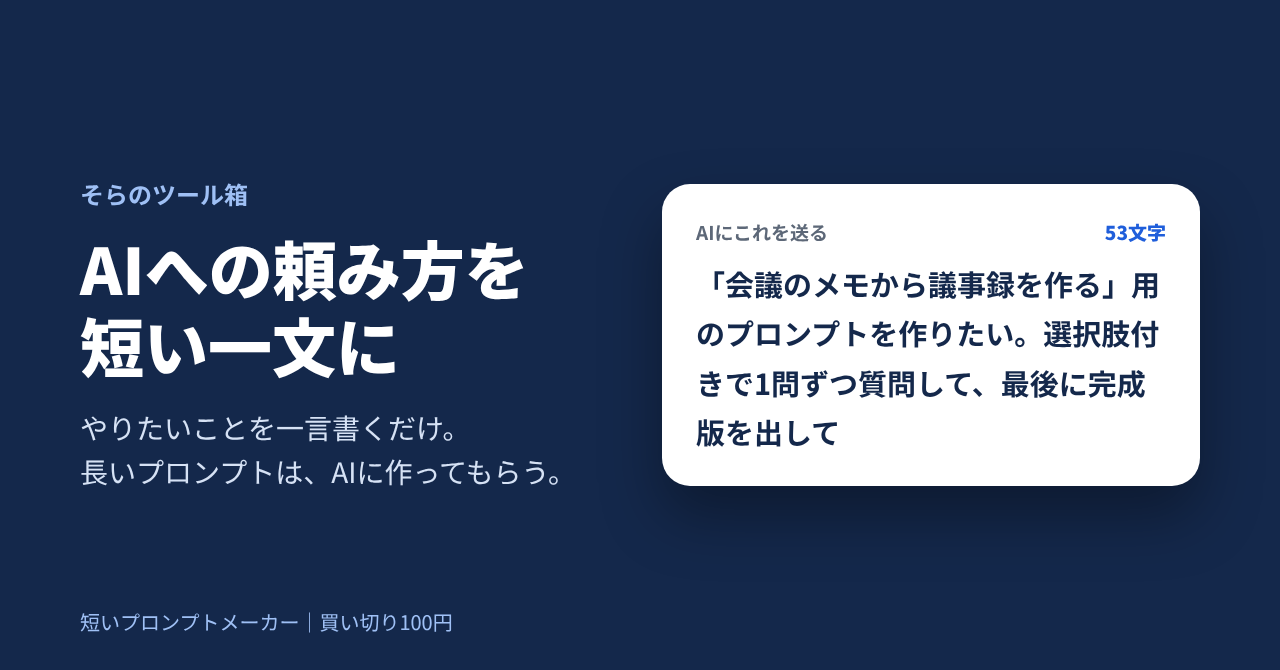 そらのツール箱
AIへの頼み方を
短い一文に
やりたいことを一言書くだけ。
長いプロンプトは、AIに作ってもらう。
AIにこれを送る
53文字
「会議のメモから議事録を作る」用
のプロンプトを作りたい。選択肢付
きで1問ずつ質問して、最後に完成
版を出して
短いプロンプトメーカー｜買い切り100円